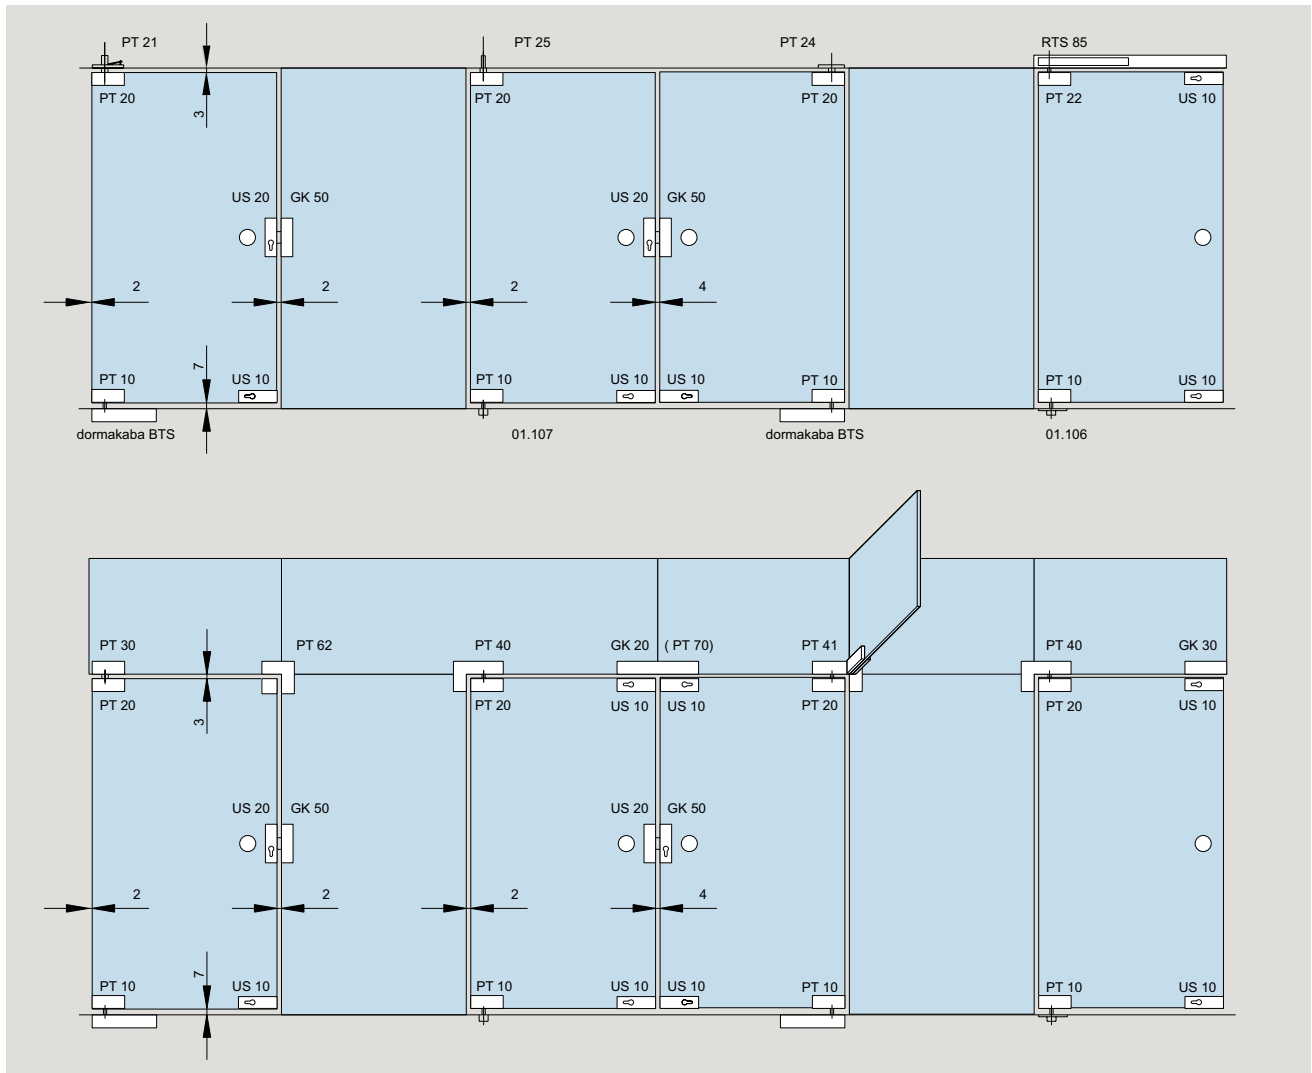 PT 21 PT 25 PT 24 RTS 85
PT 20 PT 20 PT 20 PT 22 US 10
3
US 20 GK 50 US 20 GK 50
2 2 2 4
7
PT 10 US 10 PT 10 US 10 US 10 PT 10 PT 10 US 10
dormakaba BTS 01.107 dormakaba BTS 01.106
PT 30 PT 62 PT 40 GK 20 ( PT 70) PT 41 PT 40 GK 30
PT 20 PT 20 US 10 US 10 PT 20 PT 20 US 10
3
US 20 GK 50 US 20 GK 50
2 2 2 4
7
PT 10 US 10 PT 10 US 10 US 10 PT 10 PT 10 US 10